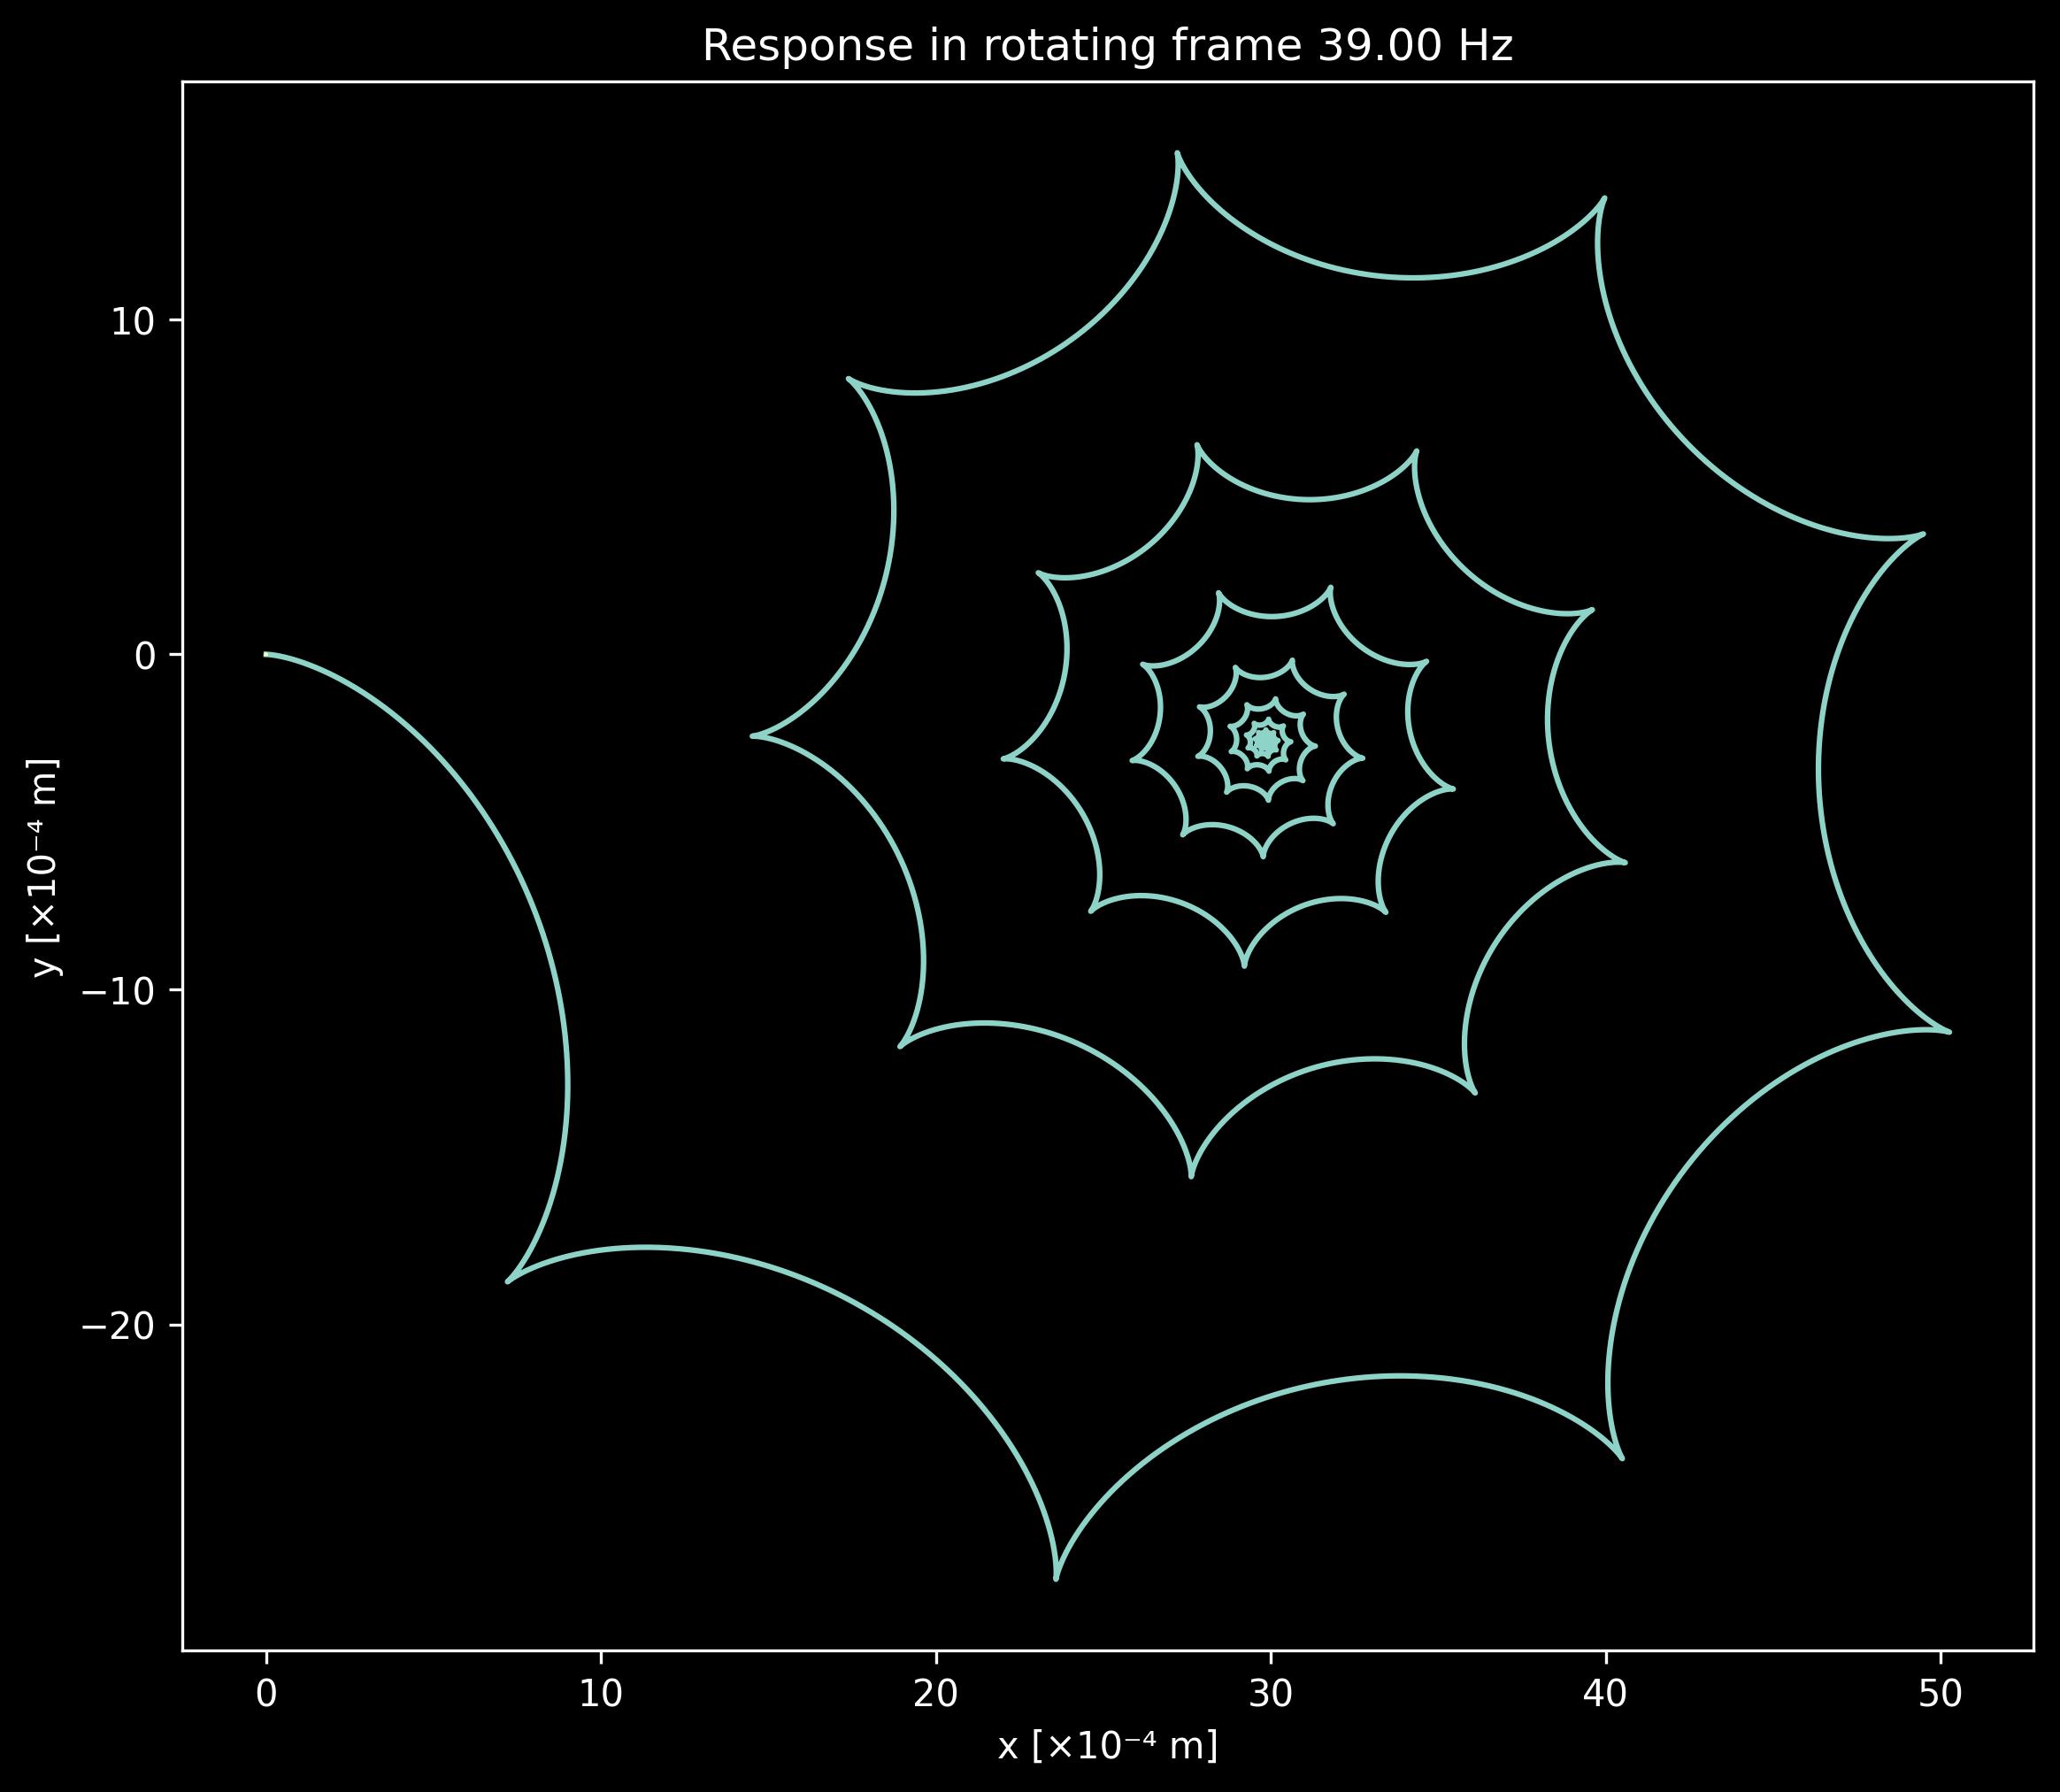 Response in rotating frame 39.00 Hz
10
0
−10
−20
y [×10⁻⁴ m]
0 10 20 30 40 50
x [×10⁻⁴ m]